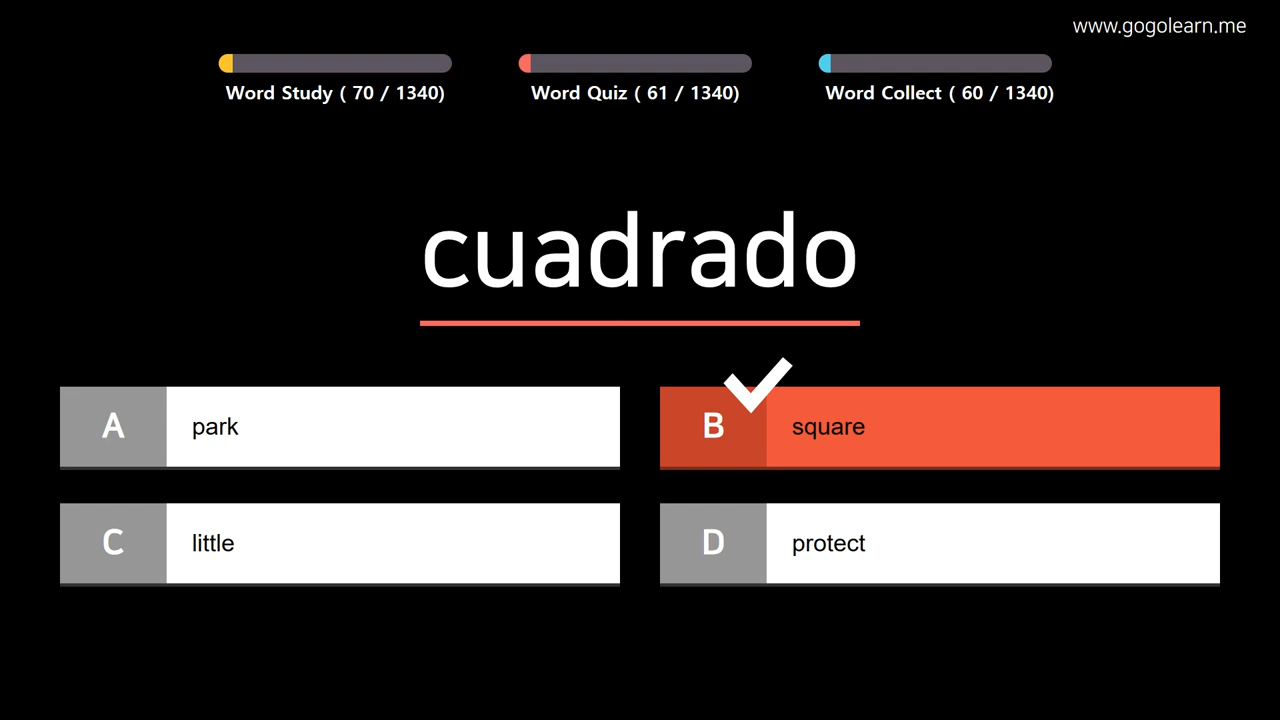 www.gogolearn.me
Word Study ( 70 / 1340)
Word Quiz ( 61 / 1340)
Word Collect ( 60 / 1340)
cuadrado
A park
B square
C little
D protect